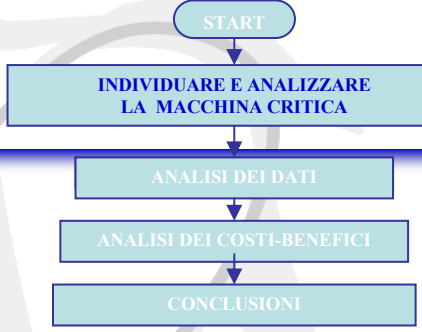 START
INDIVIDUARE E ANALIZZARE
LA MACCHINA CRITICA
ANALISI DEI DATI
ANALISI DEI COSTI-BENEFICI
CONCLUSIONI